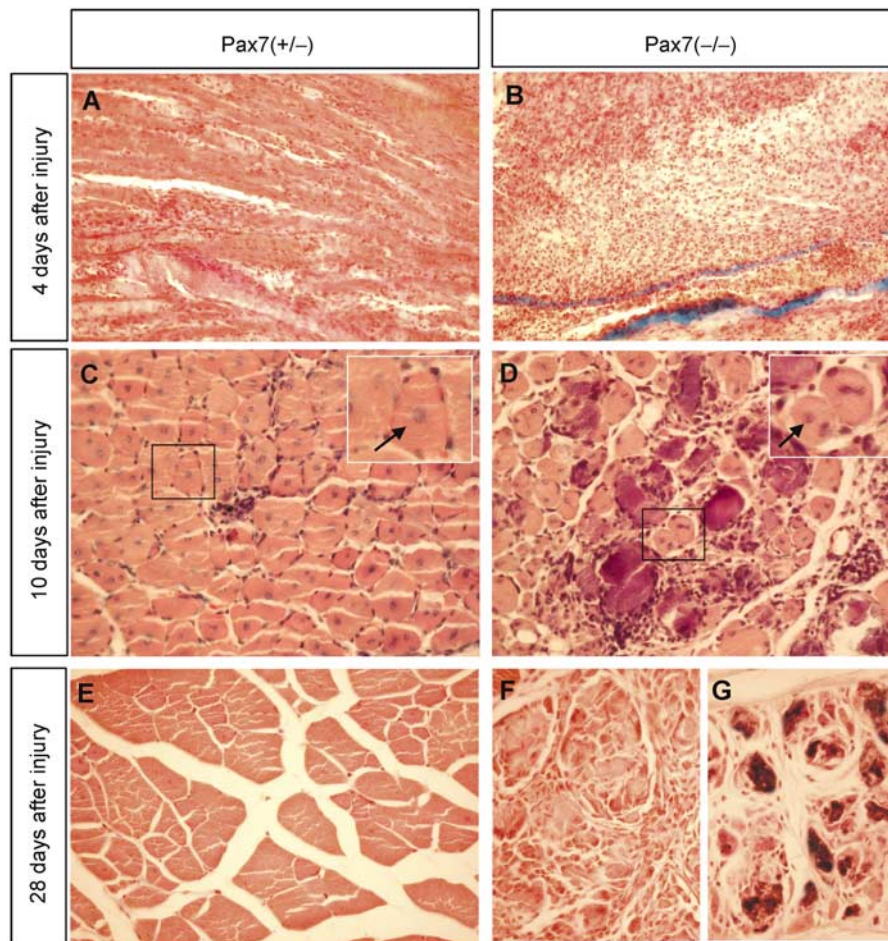 Pax7(+/–)
Pax7(–/–)
4 days after injury
A
B
10 days after injury
C
D
28 days after injury
E
F
G